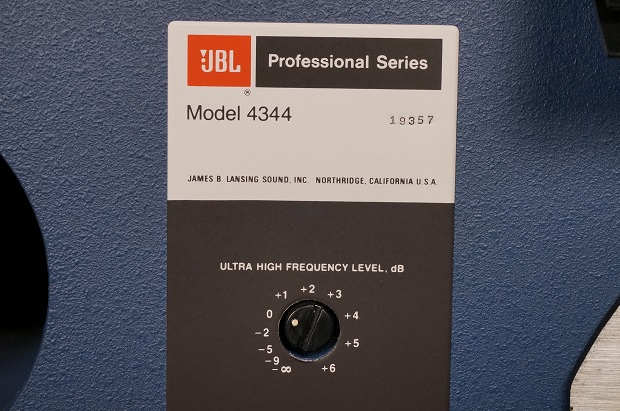 JBL Professional Series
®
Model 4344 19357
JAMES B. LANSING SOUND, INC. NORTHRIDGE, CALIFORNIA U.S.A.
ULTRA HIGH FREQUENCY LEVEL, dB
+2
+1 +3
0 +4
-2
-5 +5
-9
-∞ +6